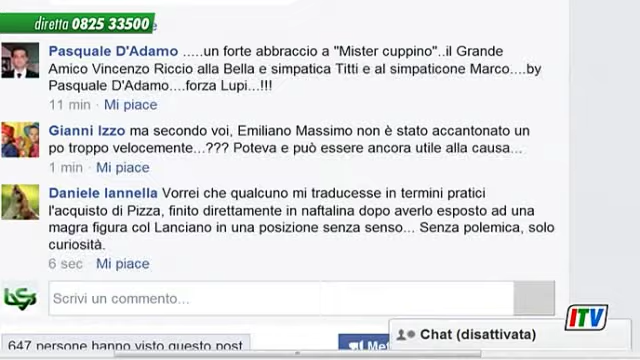 diretta 0825 33500
Pasquale D'Adamo .....un forte abbraccio a "Mister cuppino"..il Grande
Amico Vincenzo Riccio alla Bella e simpatica Titti e al simpaticone Marco....by
Pasquale D'Adamo....forza Lupi...!!!
11 min · Mi piace
Gianni Izzo ma secondo voi, Emiliano Massimo non è stato accantonato un
po troppo velocemente...??? Poteva e può essere ancora utile alla causa...
1 min · Mi piace
Daniele Iannella Vorrei che qualcuno mi traducesse in termini pratici
l'acquisto di Pizza, finito direttamente in naftalina dopo averlo esposto ad una
magra figura col Lanciano in una posizione senza senso... Senza polemica, solo
curiosità.
6 sec · Mi piace
Scrivi un commento...
ITV
Chat (disattivata)
647 persone hanno visto questo post